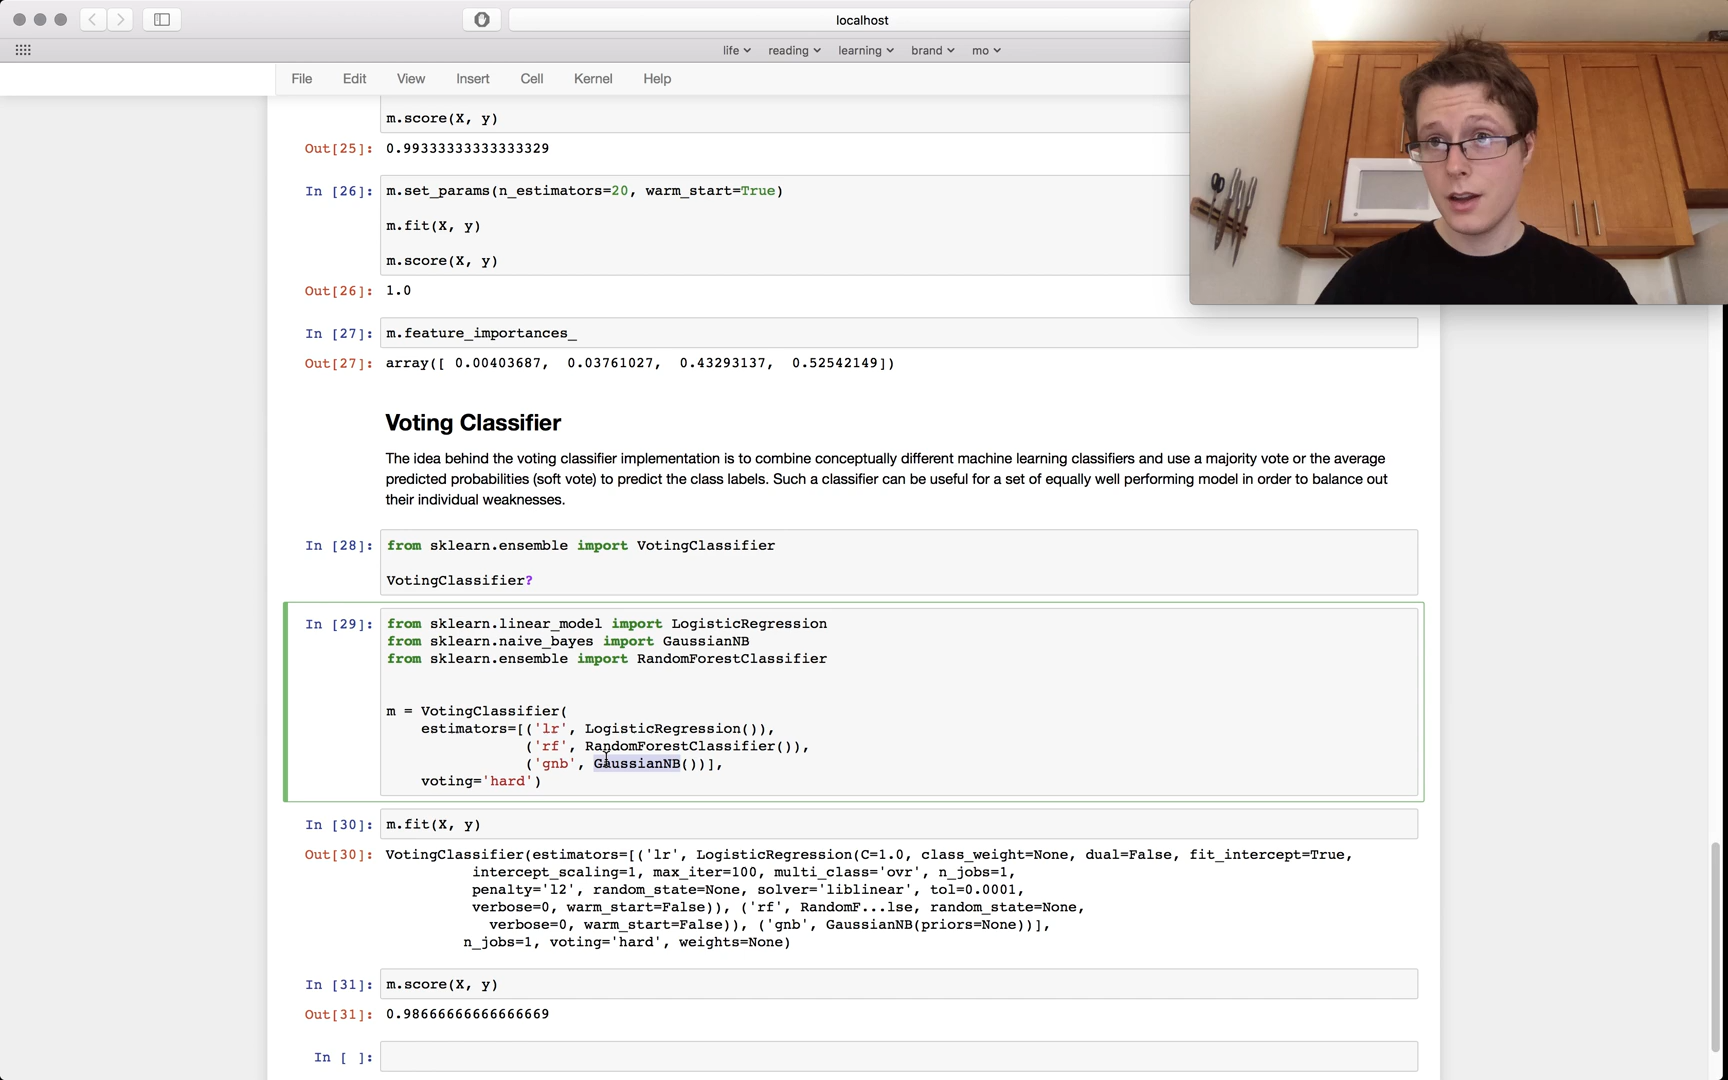 localhost
life reading learning brand mo
File Edit View Insert Cell Kernel Help
m.score(X, y)
Out[25]: 0.99333333333333329
In [26]: m.set_params(n_estimators=20, warm_start=True)
m.fit(X, y)
m.score(X, y)
Out[26]: 1.0
In [27]: m.feature_importances_
Out[27]: array([ 0.00403687, 0.03761027, 0.43293137, 0.52542149])
Voting Classifier
The idea behind the voting classifier implementation is to combine conceptually different machine learning classifiers and use a majority vote or the average
predicted probabilities (soft vote) to predict the class labels. Such a classifier can be useful for a set of equally well performing model in order to balance out
their individual weaknesses.
In [28]: from sklearn.ensemble import VotingClassifier
VotingClassifier?
In [29]: from sklearn.linear_model import LogisticRegression
from sklearn.naive_bayes import GaussianNB
from sklearn.ensemble import RandomForestClassifier
m = VotingClassifier(
estimators=[('lr', LogisticRegression()),
('rf', RandomForestClassifier()),
('gnb', GaussianNB())],
voting='hard')
In [30]: m.fit(X, y)
Out[30]: VotingClassifier(estimators=[('lr', LogisticRegression(C=1.0, class_weight=None, dual=False, fit_intercept=True,
intercept_scaling=1, max_iter=100, multi_class='ovr', n_jobs=1,
penalty='l2', random_state=None, solver='liblinear', tol=0.0001,
verbose=0, warm_start=False)), ('rf', RandomF...lse, random_state=None,
verbose=0, warm_start=False)), ('gnb', GaussianNB(priors=None))],
n_jobs=1, voting='hard', weights=None)
In [31]: m.score(X, y)
Out[31]: 0.98666666666666669
In [ ]: